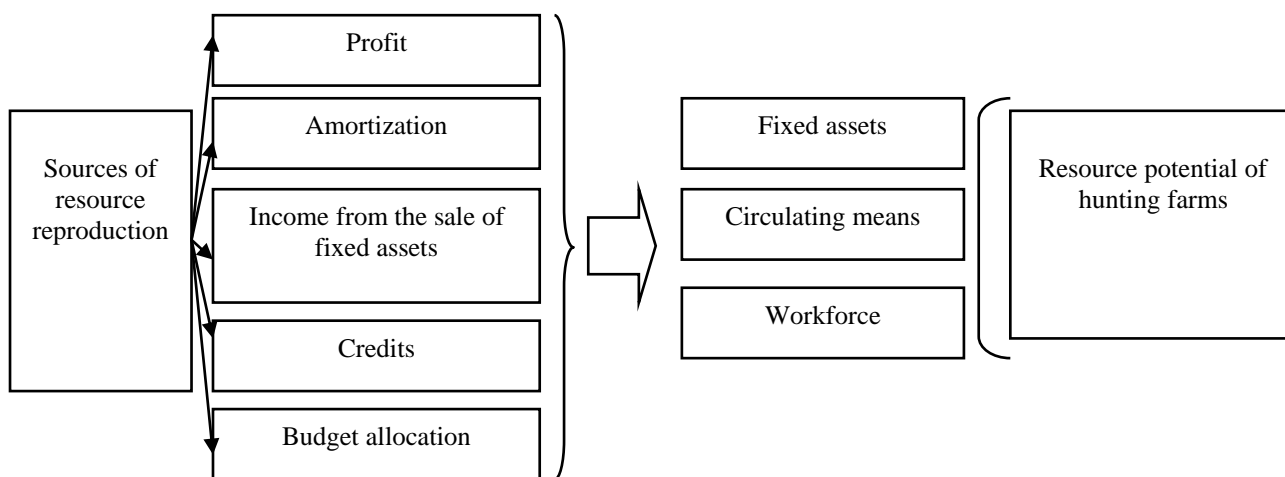 Sources of
resource
reproduction
Profit
Amortization
Income from the sale of
fixed assets
Credits
Budget allocation
Fixed assets
Circulating means
Workforce
Resource potential of
hunting farms